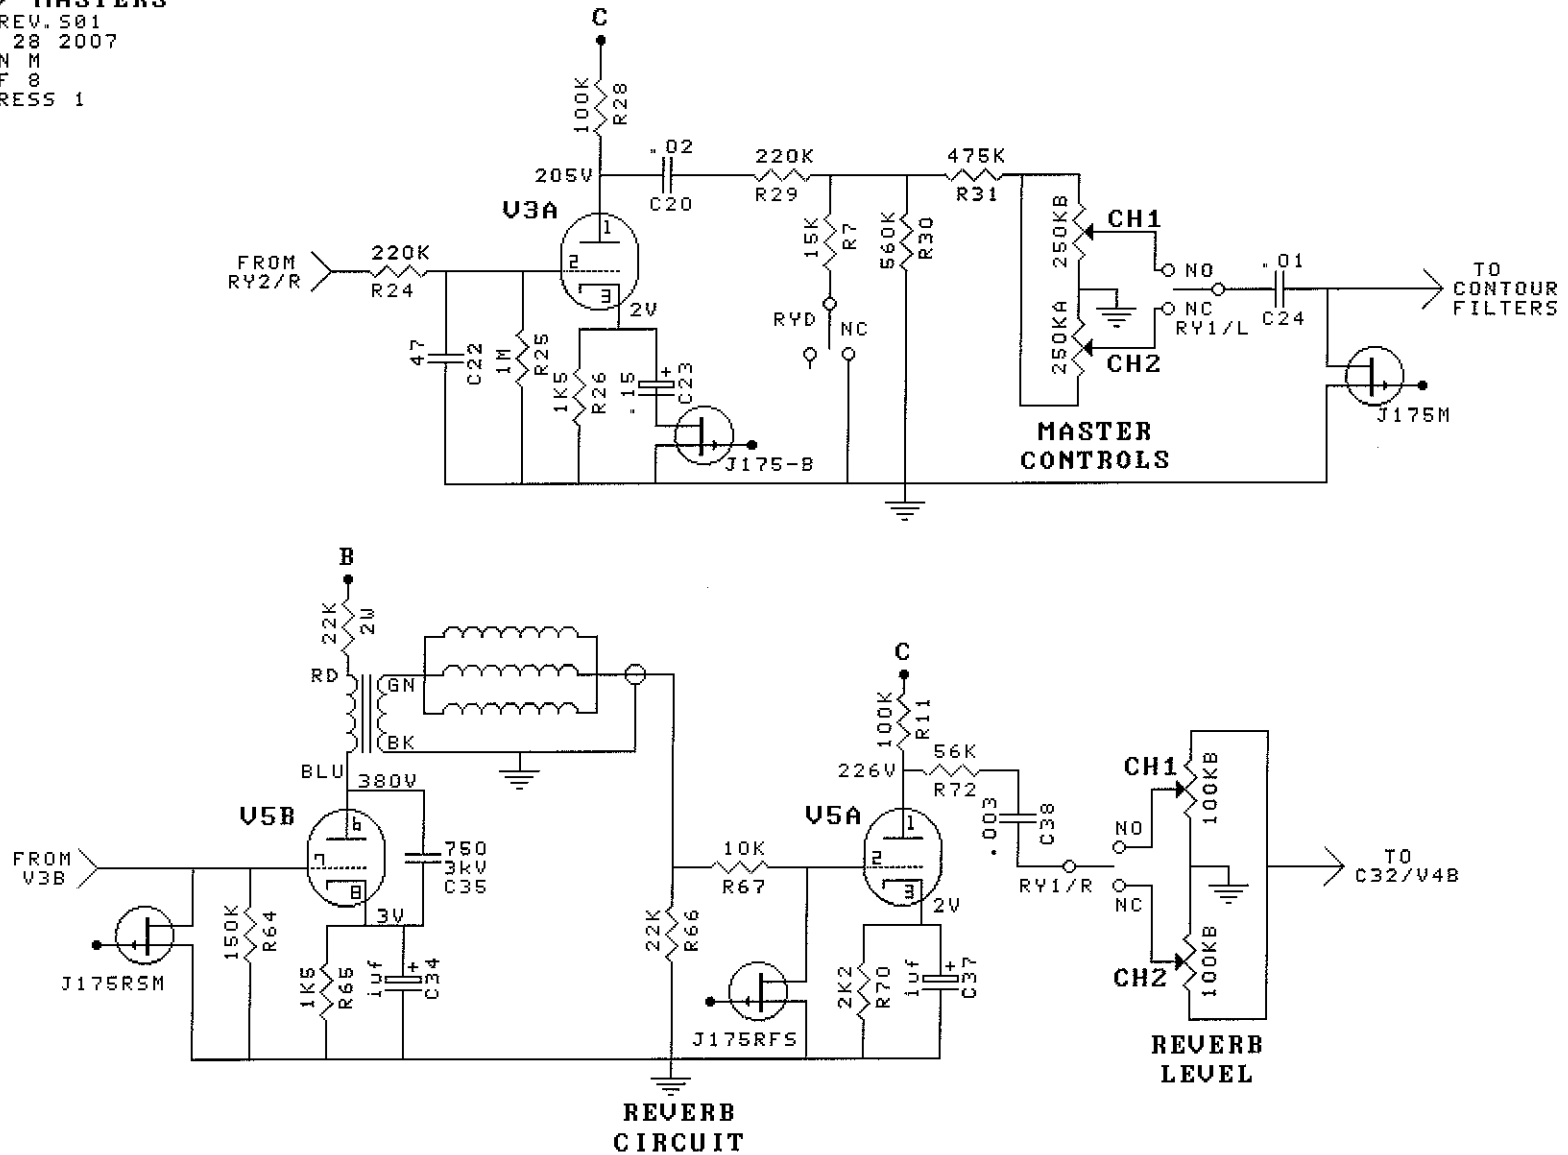 MASTERS
REV. S01
28 2007
N M
F 8
RESS 1
C
100K
R28
.02
C20
205V
V3A
1
2
3
2V
FROM
RY2/R
220K
R24
47
C22
1M
R25
1K5
R26
.15
+
C23
J175-B
220K
R29
15K
R7
RYD
NC
560K
R30
475K
R31
250KB
CH1
250KA
CH2
NO
NC
RY1/L
.01
C24
TO
CONTOUR
FILTERS
J175M
MASTER
CONTROLS
B
22K
2W
RD
GN
BK
BLU
380V
V5B
6
7
8
3V
750
3kV
C35
FROM
V3B
J175RSM
150K
R64
1K5
R65
1uf
+
C34
22K
R66
10K
R67
J175RFS
C
100K
R11
226V
V5A
1
2
3
2V
56K
R72
.003
C38
2K2
R70
1uf
+
C37
RY1/R
NO
NC
CH1
100KB
CH2
100KB
TO
C32/V4B
REVERB
LEVEL
REVERB
CIRCUIT